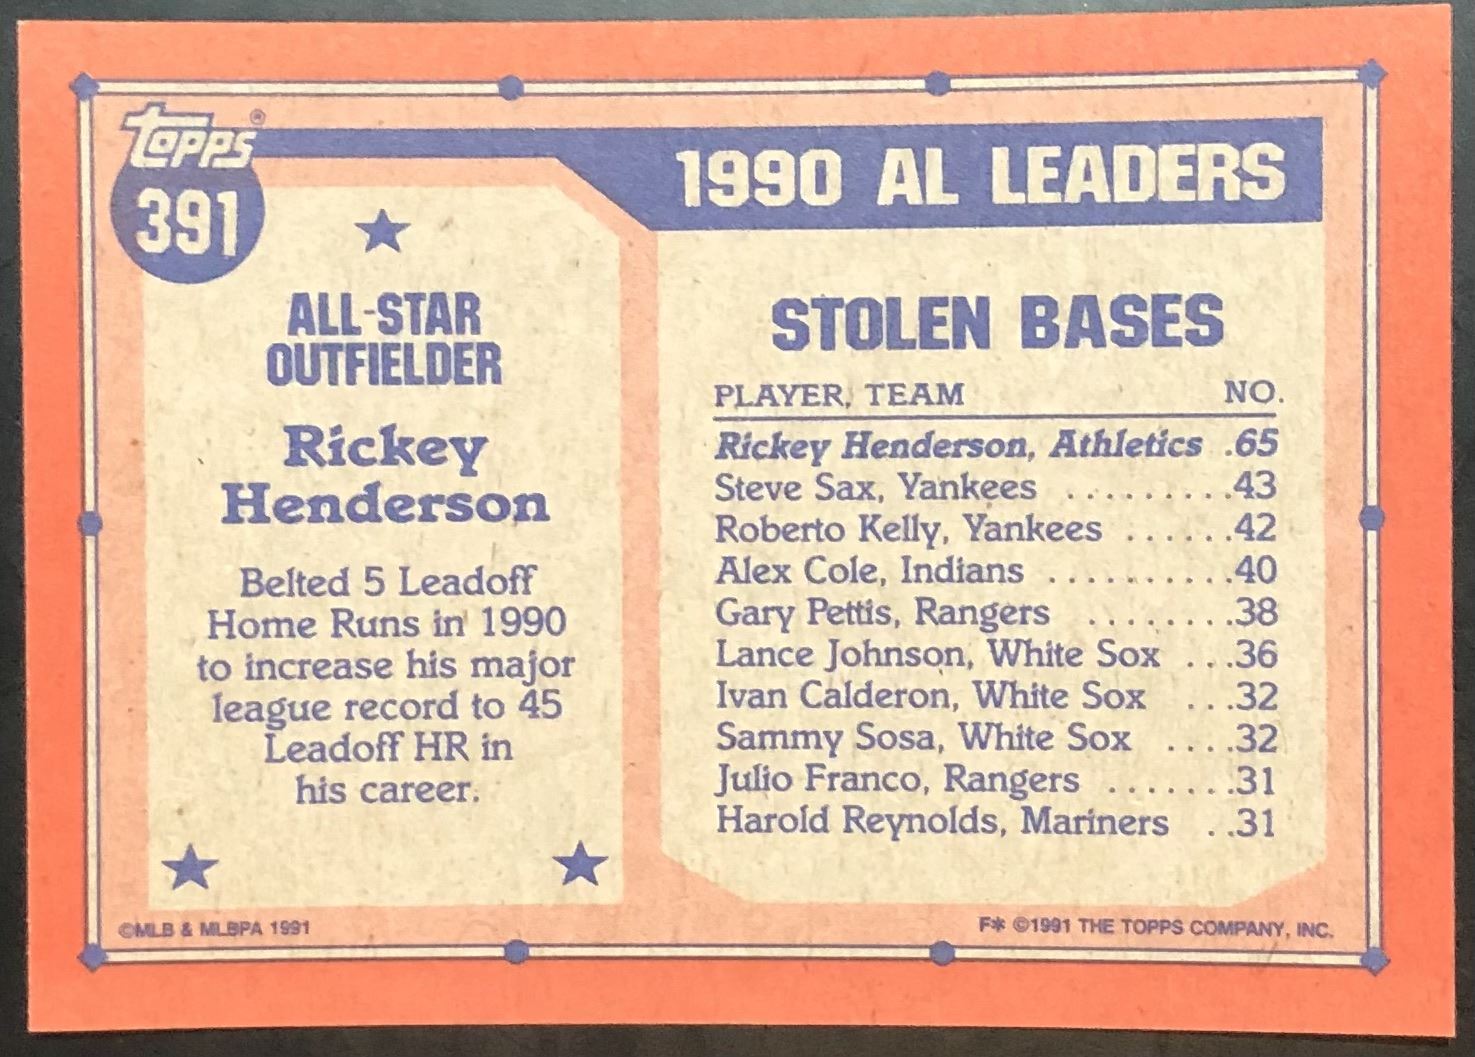 Topps®
391
ALL-STAR
OUTFIELDER
Rickey
Henderson
Belted 5 Leadoff
Home Runs in 1990
to increase his major
league record to 45
Leadoff HR in
his career.
©MLB & MLBPA 1991
1990 AL LEADERS
STOLEN BASES
PLAYER, TEAM NO.
Rickey Henderson, Athletics .65
Steve Sax, Yankees .........43
Roberto Kelly, Yankees ......42
Alex Cole, Indians ..........40
Gary Pettis, Rangers ........38
Lance Johnson, White Sox ...36
Ivan Calderon, White Sox ...32
Sammy Sosa, White Sox ....32
Julio Franco, Rangers .......31
Harold Reynolds, Mariners ..31
F* ©1991 THE TOPPS COMPANY, INC.